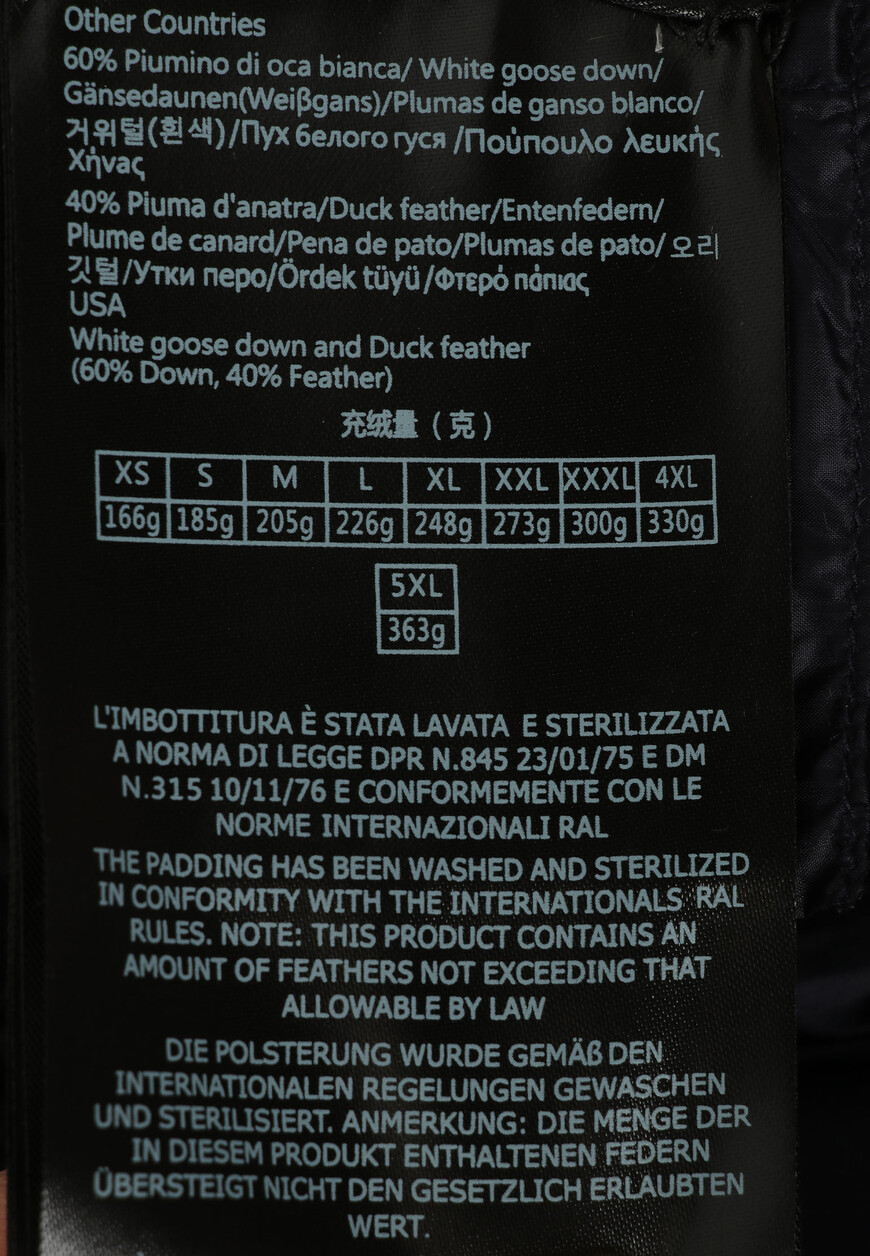 Other Countries
60% Piumino di oca bianca/ White goose down/
Gänsedaunen(Weiβgans)/Plumas de ganso blanco/
거위털(흰색)/Пух белого гуся /Πούπουλο λευκής
Χήνας
40% Piuma d'anatra/Duck feather/Entenfedern/
Plume de canard/Pena de pato/Plumas de pato/오리
깃털/Утки перо/Ördek tüyü/Φτερό πάπιας
USA
White goose down and Duck feather
(60% Down, 40% Feather)
充绒量（克）
XS S M L XL XXL XXXL 4XL
166g 185g 205g 226g 248g 273g 300g 330g
5XL
363g
L'IMBOTTITURA È STATA LAVATA E STERILIZZATA
A NORMA DI LEGGE DPR N.845 23/01/75 E DM
N.315 10/11/76 E CONFORMEMENTE CON LE
NORME INTERNAZIONALI RAL
THE PADDING HAS BEEN WASHED AND STERILIZED
IN CONFORMITY WITH THE INTERNATIONALS RAL
RULES. NOTE: THIS PRODUCT CONTAINS AN
AMOUNT OF FEATHERS NOT EXCEEDING THAT
ALLOWABLE BY LAW
DIE POLSTERUNG WURDE GEMÄß DEN
INTERNATIONALEN REGELUNGEN GEWASCHEN
UND STERILISIERT. ANMERKUNG: DIE MENGE DER
IN DIESEM PRODUKT ENTHALTENEN FEDERN
ÜBERSTEIGT NICHT DEN GESETZLICH ERLAUBTEN
WERT.